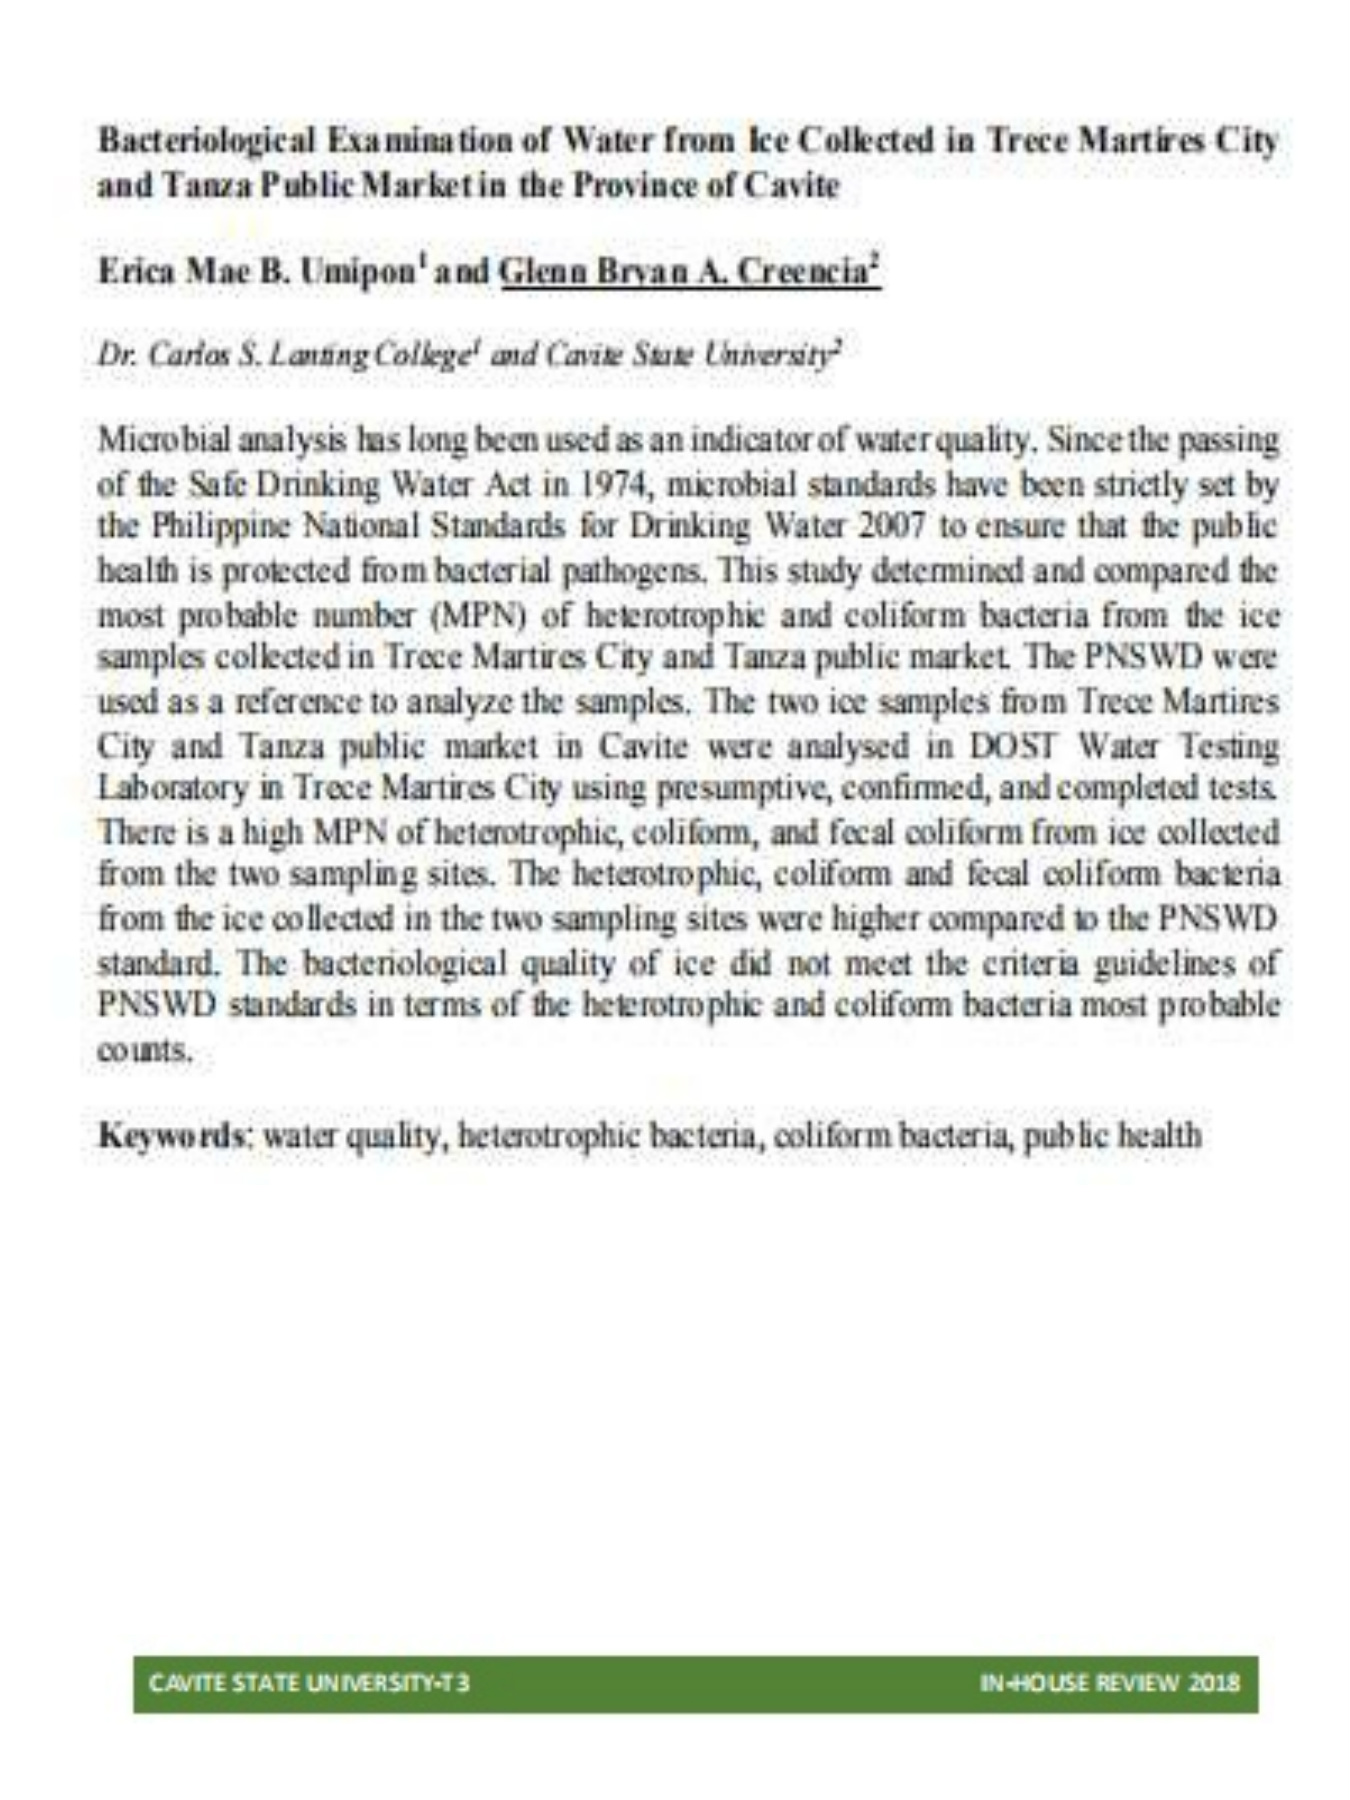 Bacteriological Examination of Water from Ice Collected in Trece Martires City
and Tanza Public Market in the Province of Cavite
Erica Mae B. Umipon¹ and Glenn Bryan A. Creencia²
Dr. Carlos S. Lanting College¹ and Cavite State University²
Microbial analysis has long been used as an indicator of water quality. Since the passing
of the Safe Drinking Water Act in 1974, microbial standards have been strictly set by
the Philippine National Standards for Drinking Water 2007 to ensure that the public
health is protected from bacterial pathogens. This study determined and compared the
most probable number (MPN) of heterotrophic and coliform bacteria from the ice
samples collected in Trece Martires City and Tanza public market. The PNSWD were
used as a reference to analyze the samples. The two ice samples from Trece Martires
City and Tanza public market in Cavite were analysed in DOST Water Testing
Laboratory in Trece Martires City using presumptive, confirmed, and completed tests.
There is a high MPN of heterotrophic, coliform, and fecal coliform from ice collected
from the two sampling sites. The heterotrophic, coliform and fecal coliform bacteria
from the ice collected in the two sampling sites were higher compared to the PNSWD
standard. The bacteriological quality of ice did not meet the criteria guidelines of
PNSWD standards in terms of the heterotrophic and coliform bacteria most probable
counts.
Keywords: water quality, heterotrophic bacteria, coliform bacteria, public health
CAVITE STATE UNIVERSITY-T3
IN-HOUSE REVIEW 2018